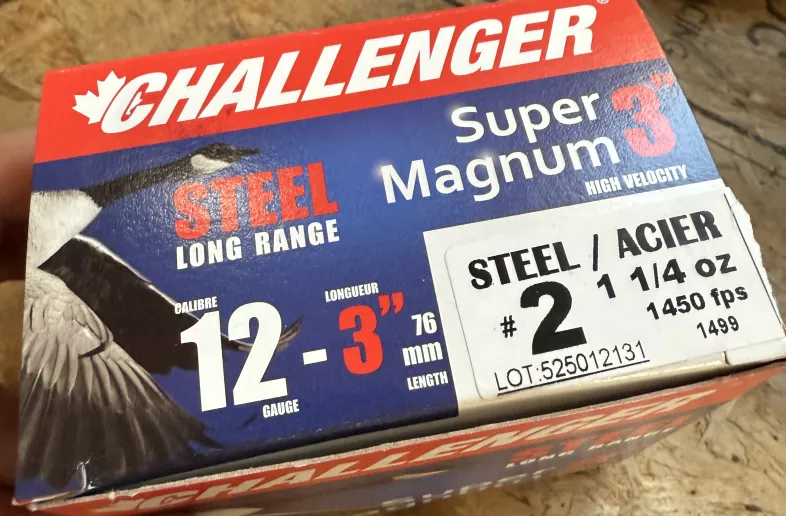 CHALLENGER®
Super
Magnum 3"
HIGH VELOCITY
STEEL
LONG RANGE
CALIBRE
12 - 3" 76 mm
GAUGE
LONGUEUR
LENGTH
STEEL / ACIER
#2 1 1/4 oz
1450 fps
1499
LOT:525012131
CHALLENGER